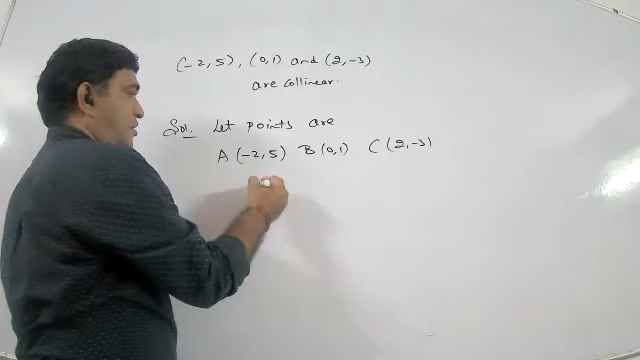 (-2, 5), (0, 1) and (2, -3)
are collinear.
Sol. Let points are
A (-2, 5) B (0, 1) C (2, -3)